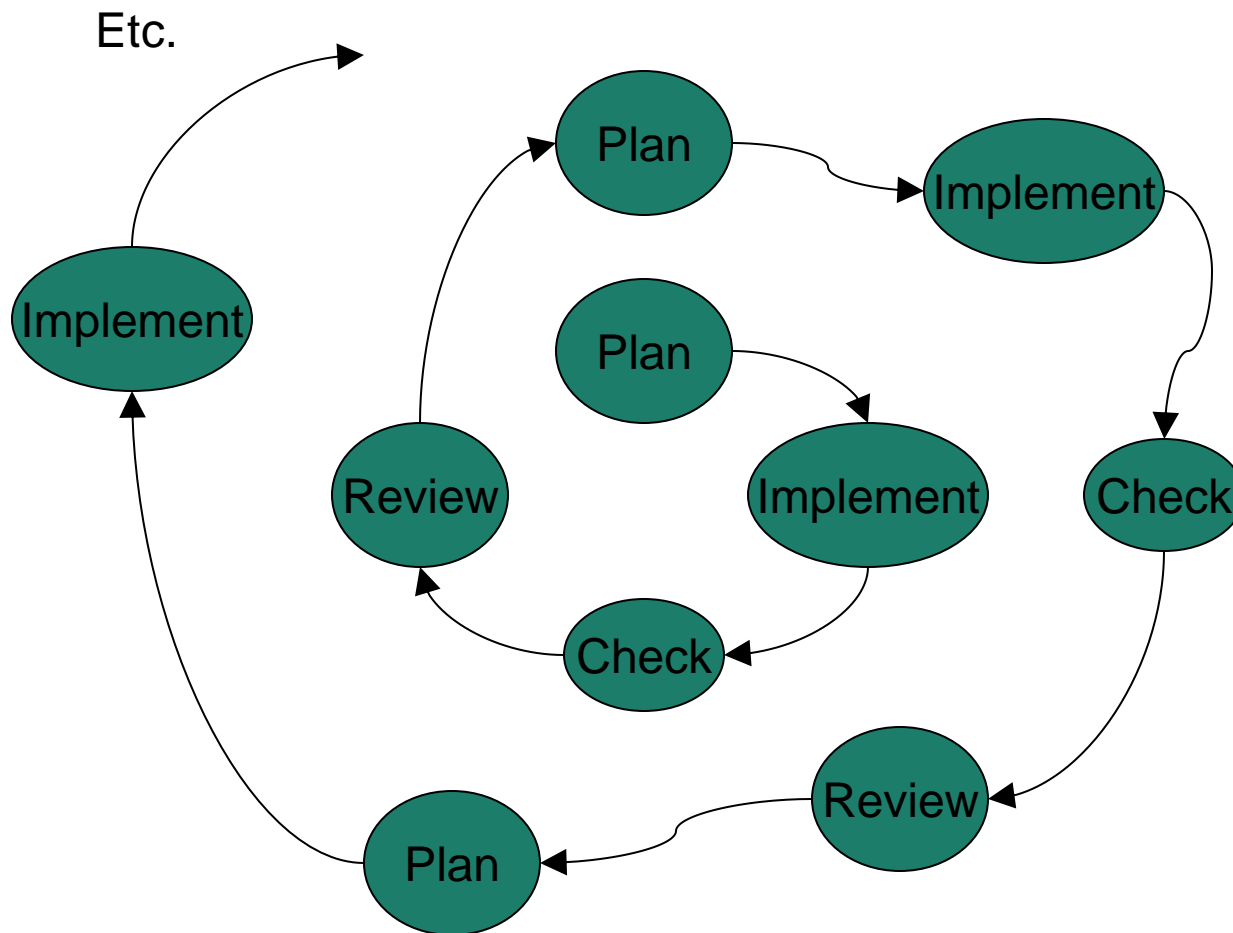 Etc.
Plan
Implement
Implement
Plan
Review
Implement
Check
Check
Review
Plan